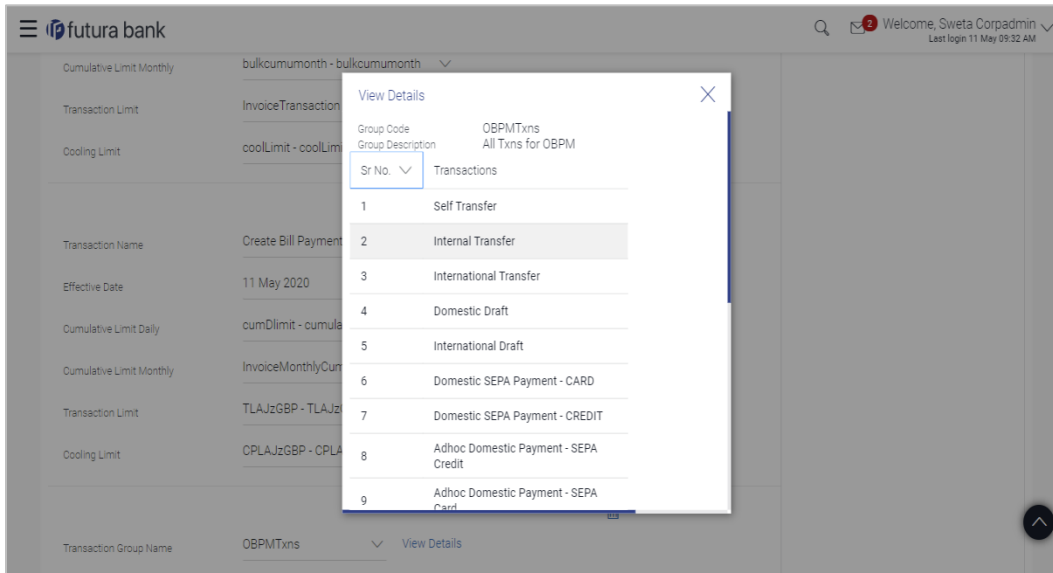 futura bank
2
Welcome, Sweta Corpadmin
Last login 11 May 09:32 AM
Cumulative Limit Monthly
bulkcumumonth - bulkcumumonth
Transaction Limit
InvoiceTransaction
Cooling Limit
coolLimit - coolLimi
Transaction Name
Create Bill Payment
Effective Date
11 May 2020
Cumulative Limit Daily
cumDlimit - cumula
Cumulative Limit Monthly
InvoiceMonthlyCum
Transaction Limit
TLAJzGBP - TLAJz
Cooling Limit
CPLAJzGBP - CPLA
Transaction Group Name
OBPMTxns
View Details
View Details
Group Code OBPMTxns
Group Description All Txns for OBPM
Sr No. Transactions
1 Self Transfer
2 Internal Transfer
3 International Transfer
4 Domestic Draft
5 International Draft
6 Domestic SEPA Payment - CARD
7 Domestic SEPA Payment - CREDIT
8 Adhoc Domestic Payment - SEPA
Credit
9 Adhoc Domestic Payment - SEPA
Card